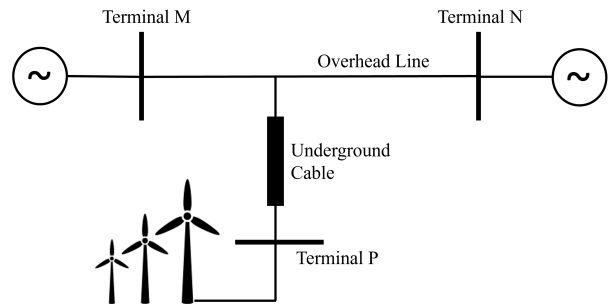 Terminal M
Terminal N
Overhead Line
Underground
Cable
Terminal P